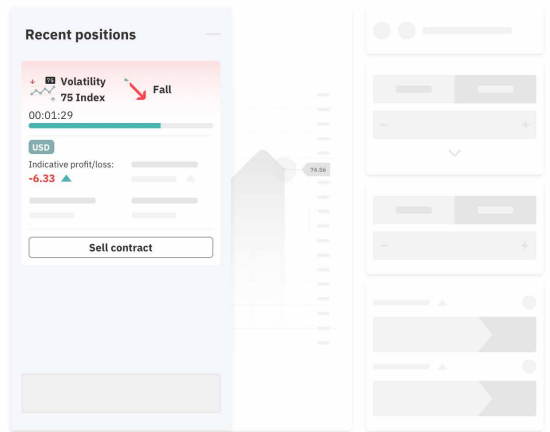 Recent positions
75
Volatility
75 Index
Fall
00:01:29
USD
Indicative profit/loss:
-6.33
Sell contract
74.56